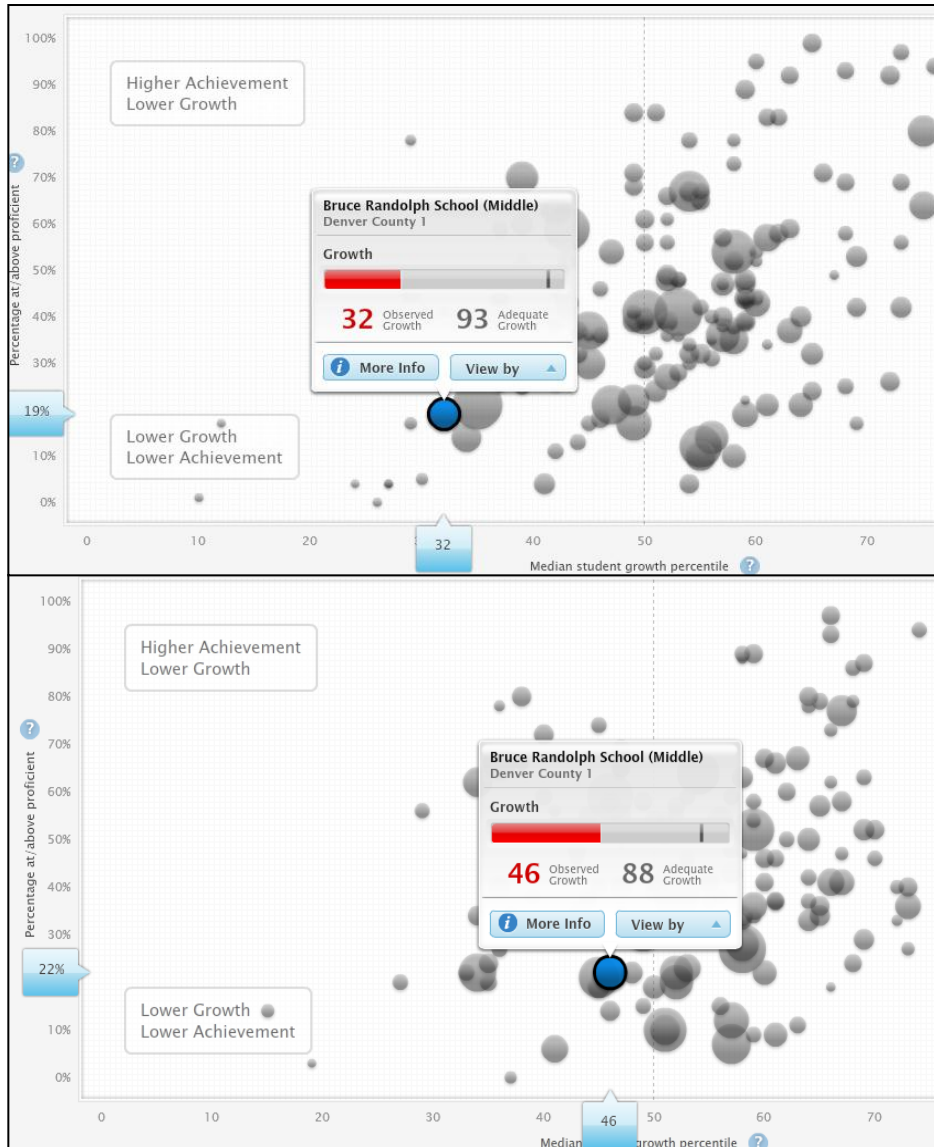 100%
90%
80%
70%
60%
50%
40%
30%
19%
10%
0%
?
Percentage at/above proficient
Higher Achievement
Lower Growth
Bruce Randolph School (Middle)
Denver County 1
Growth
32 Observed Growth 93 Adequate Growth
i More Info View by
Lower Growth
Lower Achievement
0 10 20 32 40 50 60 70
Median student growth percentile ?
100%
90%
80%
70%
60%
50%
40%
30%
22%
10%
0%
?
Percentage at/above proficient
Higher Achievement
Lower Growth
Bruce Randolph School (Middle)
Denver County 1
Growth
46 Observed Growth 88 Adequate Growth
i More Info View by
Lower Growth
Lower Achievement
0 10 20 30 40 46 50 60 70
growth percentile ?